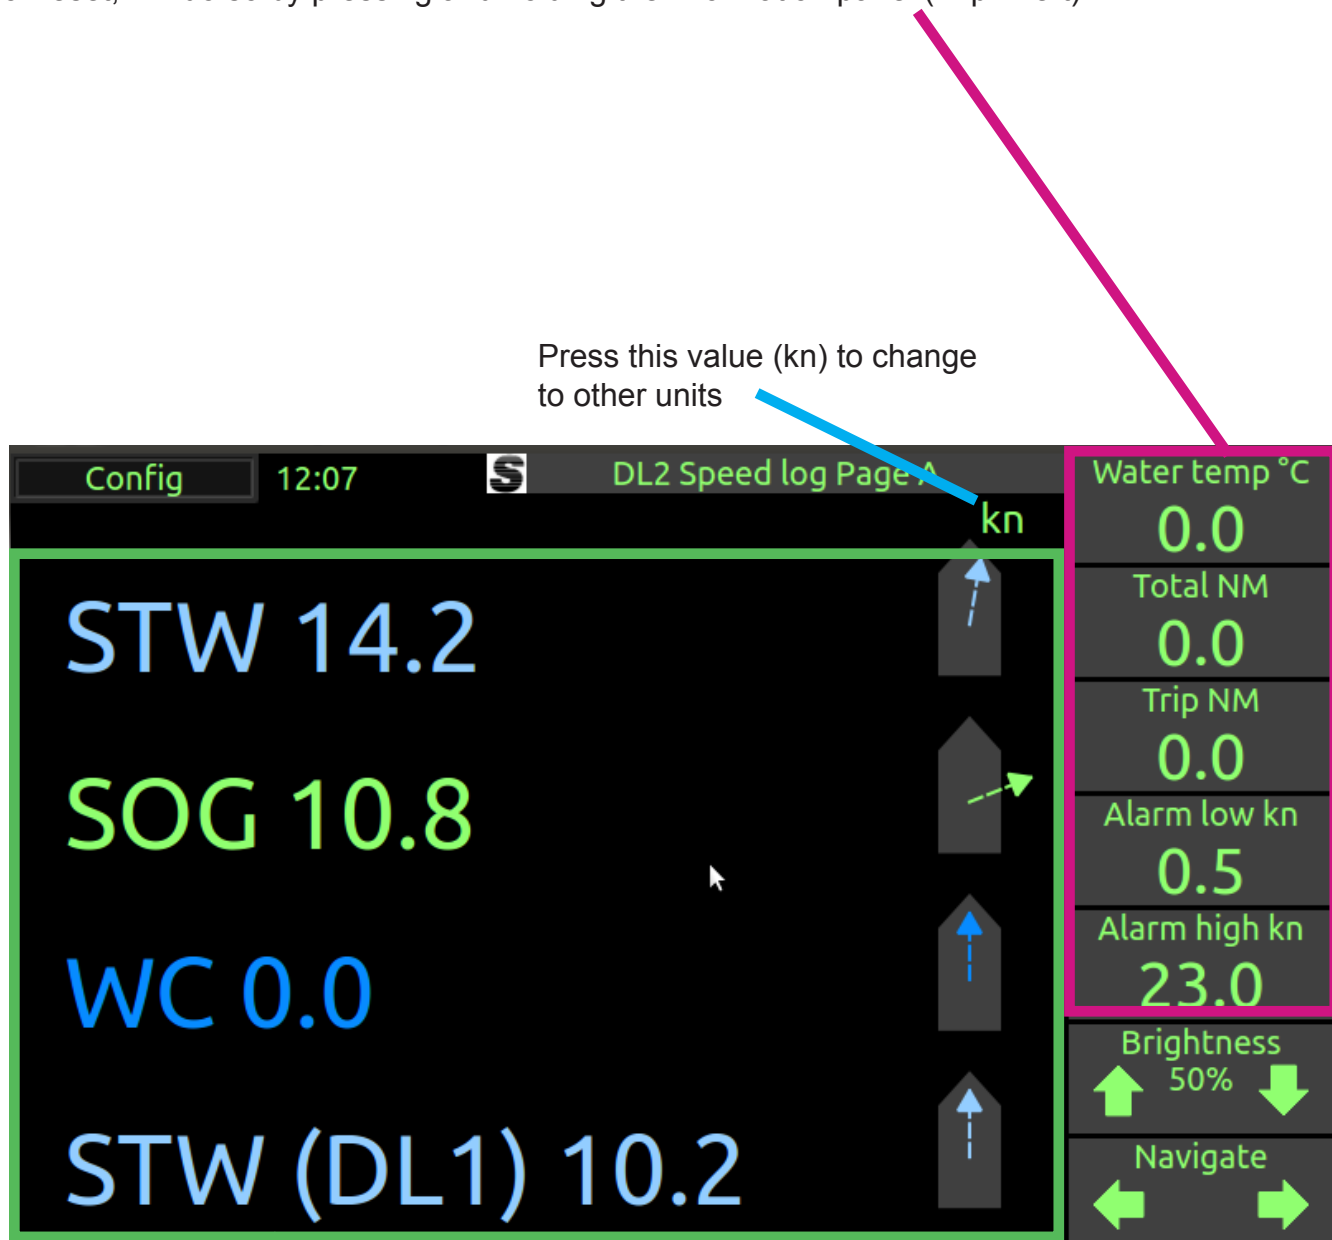 Press this value (kn) to change
to other units
Config 12:07 S DL2 Speed log Page A
kn
STW 14.2
SOG 10.8
WC 0.0
STW (DL1) 10.2
Water temp °C
0.0
Total NM
0.0
Trip NM
0.0
Alarm low kn
0.5
Alarm high kn
23.0
Brightness
50%
Navigate